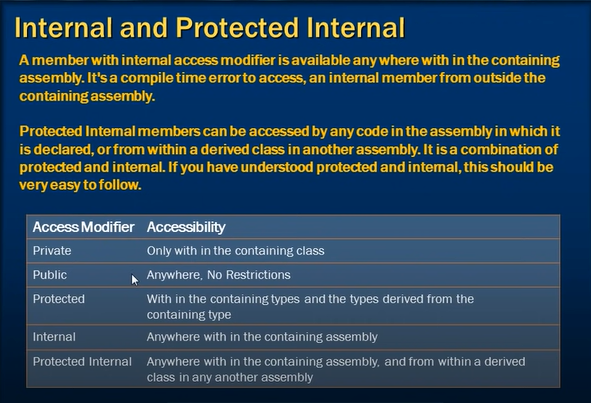 Internal and Protected Internal
A member with internal access modifier is available any where with in the containing
assembly. It's a compile time error to access, an internal member from outside the
containing assembly.
Protected Internal members can be accessed by any code in the assembly in which it
is declared, or from within a derived class in another assembly. It is a combination of
protected and internal. If you have understood protected and internal, this should be
very easy to follow.
Access Modifier Accessibility
Private Only with in the containing class
Public Anywhere, No Restrictions
Protected With in the containing types and the types derived from the
containing type
Internal Anywhere with in the containing assembly
Protected Internal Anywhere with in the containing assembly, and from within a derived
class in any another assembly